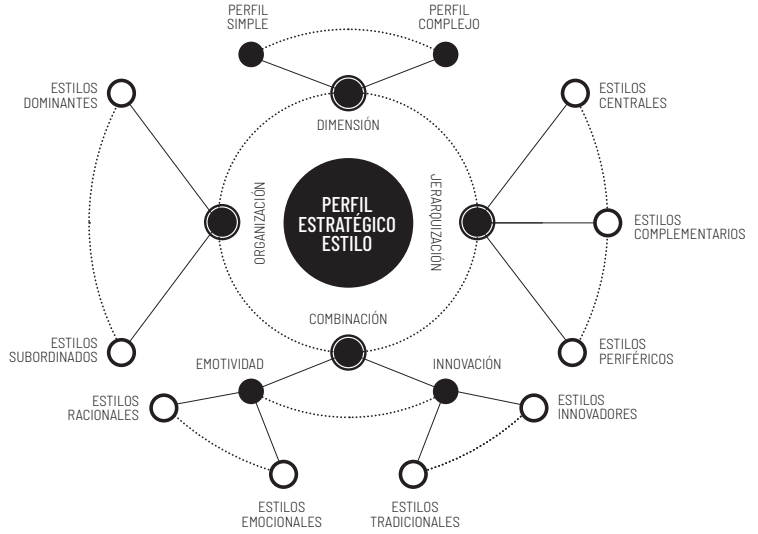 PERFIL
SIMPLE
PERFIL
COMPLEJO
ESTILOS
DOMINANTES
ESTILOS
CENTRALES
DIMENSIÓN
ORGANIZACIÓN
PERFIL
ESTRATÉGICO
ESTILO
JERARQUIZACIÓN
ESTILOS
COMPLEMENTARIOS
COMBINACIÓN
ESTILOS
SUBORDINADOS
ESTILOS
PERIFÉRICOS
EMOTIVIDAD
INNOVACIÓN
ESTILOS
RACIONALES
ESTILOS
INNOVADORES
ESTILOS
EMOCIONALES
ESTILOS
TRADICIONALES